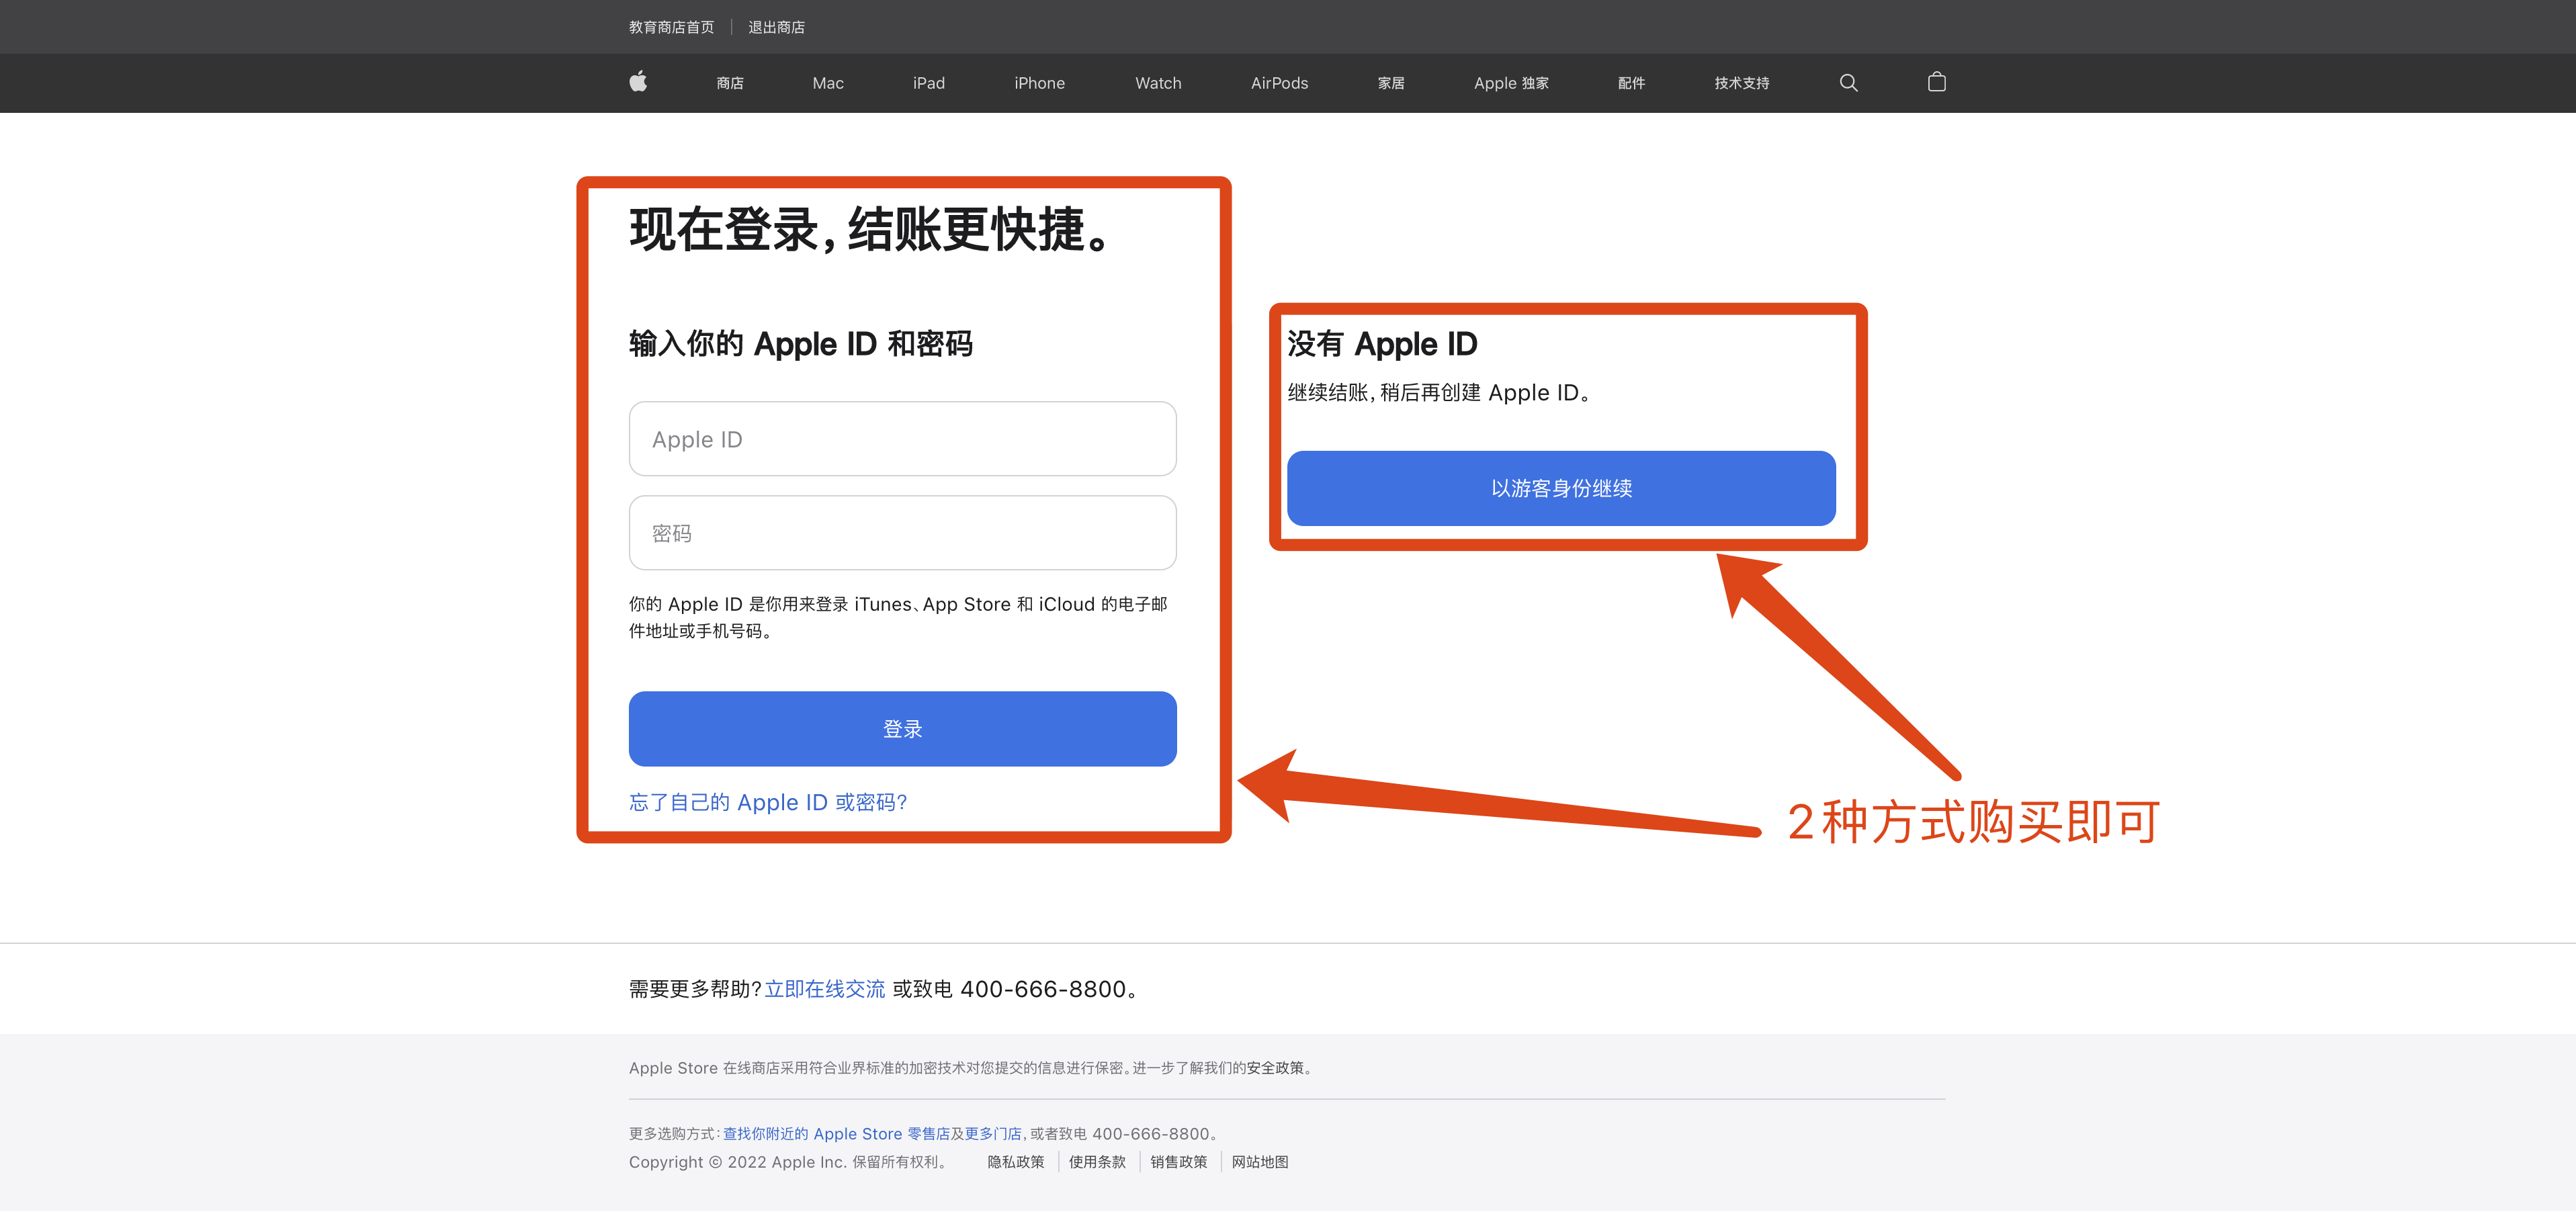 教育商店首页 退出商店
商店 Mac iPad iPhone Watch AirPods 家居 Apple 独家 配件 技术支持
现在登录，结账更快捷。
输入你的 Apple ID 和密码
Apple ID
密码
你的 Apple ID 是你用来登录 iTunes、App Store 和 iCloud 的电子邮
件地址或手机号码。
登录
忘了自己的 Apple ID 或密码？
没有 Apple ID
继续结账，稍后再创建 Apple ID。
以游客身份继续
2种方式购买即可
需要更多帮助？立即在线交流 或致电 400-666-8800。
Apple Store 在线商店采用符合业界标准的加密技术对您提交的信息进行保密。进一步了解我们的安全政策。
更多选购方式：查找你附近的 Apple Store 零售店及更多门店，或者致电 400-666-8800。
Copyright © 2022 Apple Inc. 保留所有权利。 隐私政策 使用条款 销售政策 网站地图